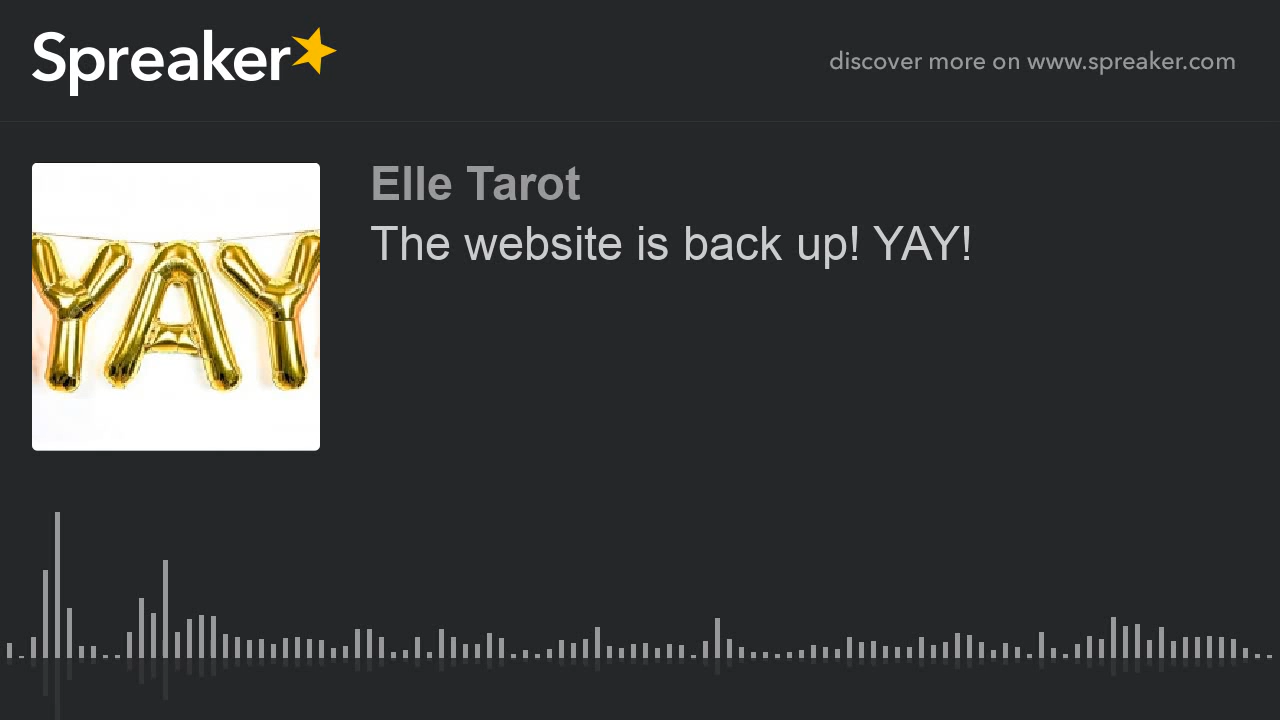 Spreaker
discover more on www.spreaker.com
Elle Tarot
The website is back up! YAY!
YAY